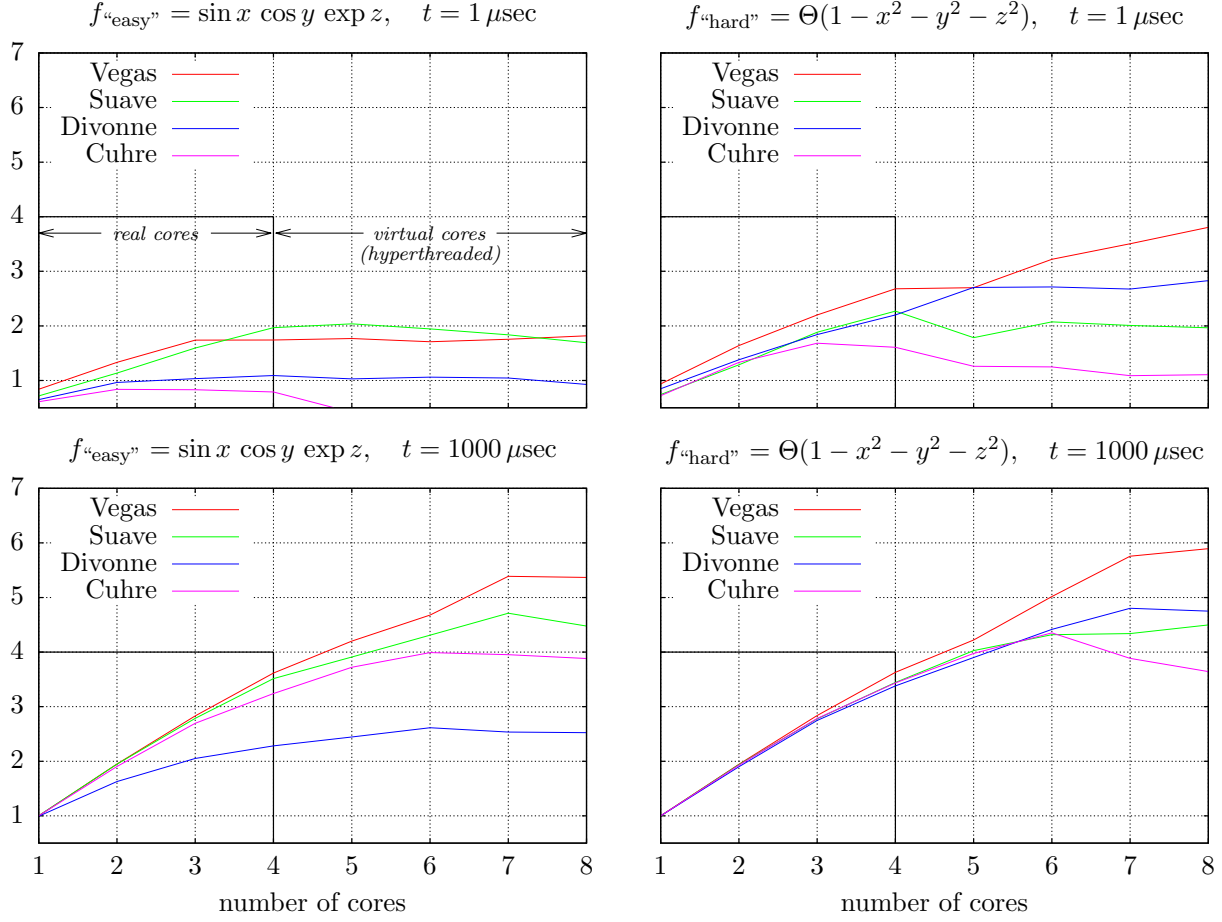 f“easy” = sin x cos y exp z, t = 1 μsec
7
6
5
4
3
2
1
Vegas
Suave
Divonne
Cuhre
real cores
virtual cores
(hyperthreaded)
f“hard” = Θ(1 − x² − y² − z²), t = 1 μsec
Vegas
Suave
Divonne
Cuhre
f“easy” = sin x cos y exp z, t = 1000 μsec
7
6
5
4
3
2
1
Vegas
Suave
Divonne
Cuhre
1 2 3 4 5 6 7 8
number of cores
f“hard” = Θ(1 − x² − y² − z²), t = 1000 μsec
Vegas
Suave
Divonne
Cuhre
1 2 3 4 5 6 7 8
number of cores